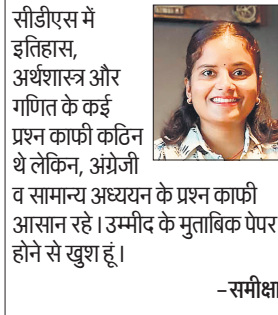 सीडीएस में
इतिहास,
अर्थशास्त्र और
गणित के कई
प्रश्न काफी कठिन
थे लेकिन, अंग्रेजी
व सामान्य अध्ययन के प्रश्न काफी
आसान रहे। उम्मीद के मुताबिक पेपर
होने से खुश हूं।
-समीक्षा